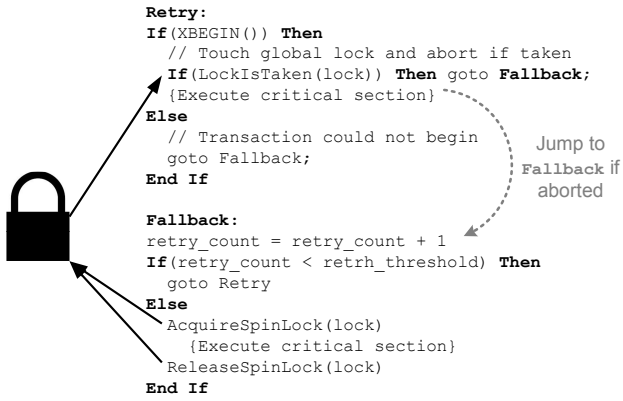 Retry:
If(XBEGIN()) Then
// Touch global lock and abort if taken
If(LockIsTaken(lock)) Then goto Fallback;
{Execute critical section}
Else
// Transaction could not begin
goto Fallback;
End If
Jump to
Fallback if
aborted
Fallback:
retry_count = retry_count + 1
If(retry_count < retrh_threshold) Then
goto Retry
Else
AcquireSpinLock(lock)
{Execute critical section}
ReleaseSpinLock(lock)
End If